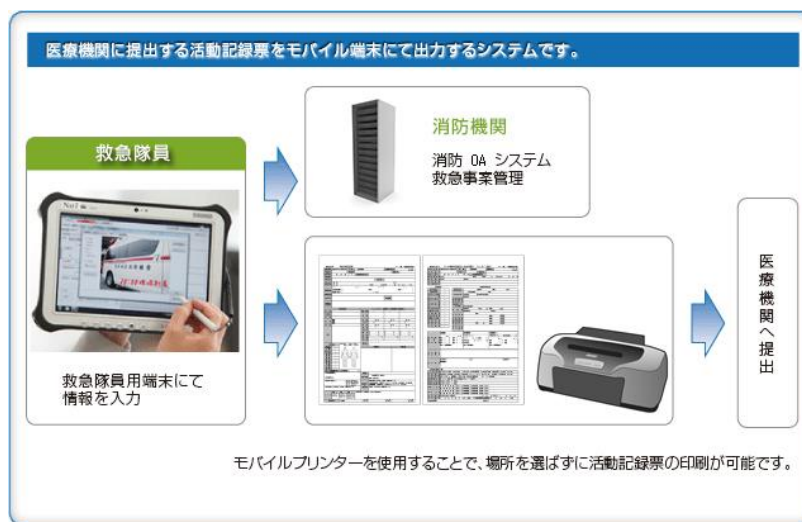 医療機関に提出する活動記録票をモバイル端末にて出力するシステムです。
救急隊員
救急隊員用端末にて
情報を入力
消防機関
消防 OA システム
救急事業管理
医療機関へ提出
モバイルプリンターを使用することで、場所を選ばずに活動記録票の印刷が可能です。